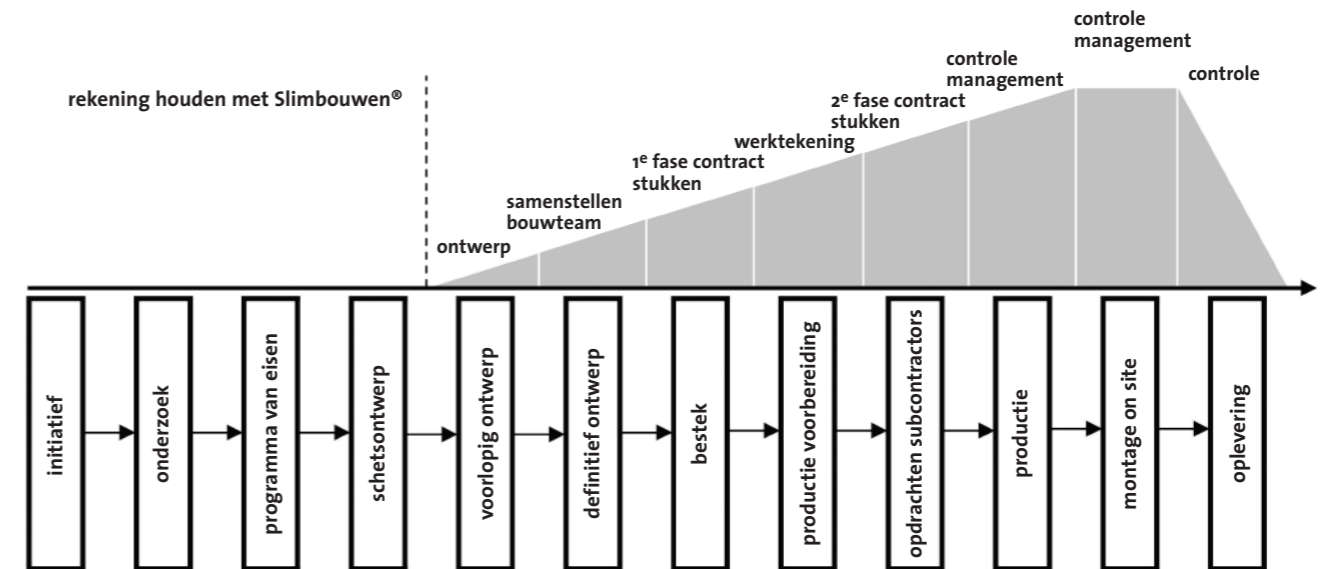 controle
management
controle
management
controle
rekening houden met Slimbouwen®
2e fase contract
stukken
werktekening
1e fase contract
stukken
samenstellen
bouwteam
ontwerp
initiatief
onderzoek
programma van eisen
schetsontwerp
voorlopig ontwerp
definitief ontwerp
bestek
productie voorbereiding
opdrachten subcontractors
productie
montage on site
oplevering